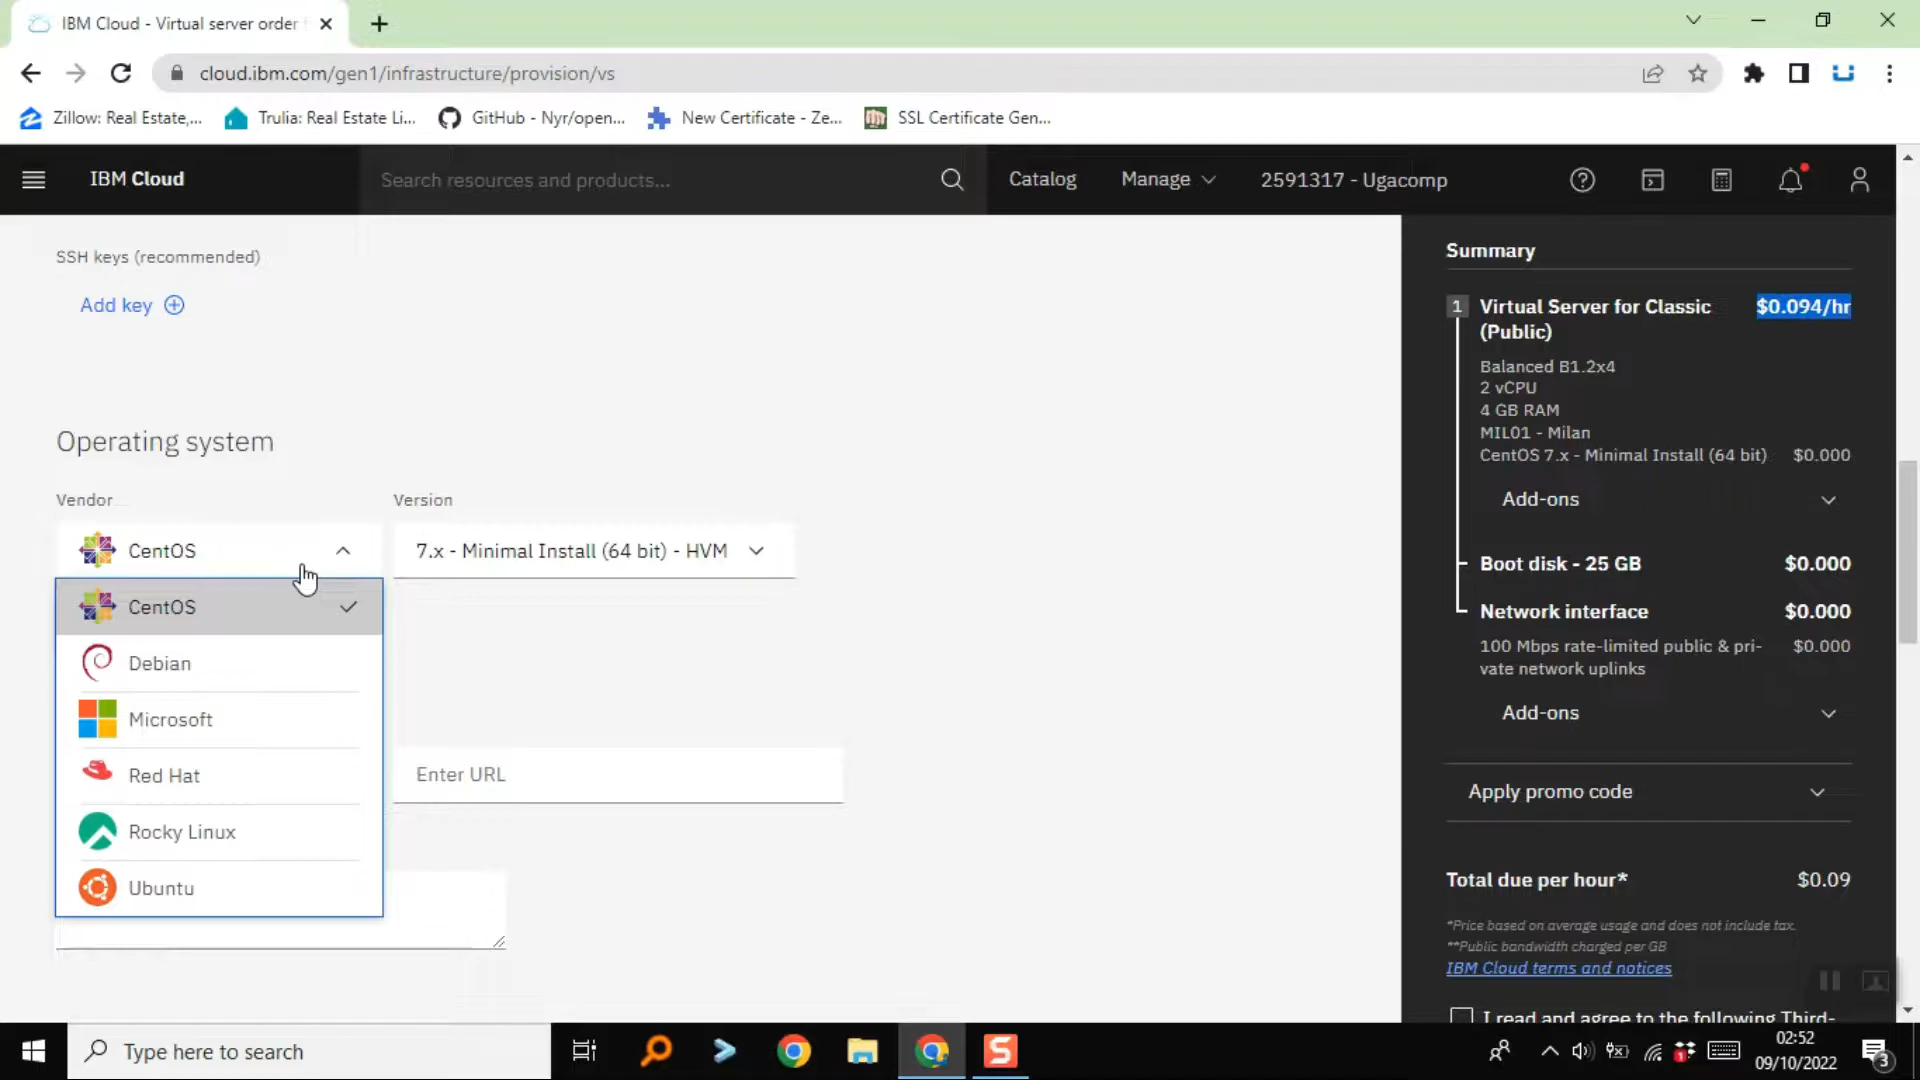 IBM Cloud - Virtual server order
cloud.ibm.com/gen1/infrastructure/provision/vs
Zillow: Real Estate,...
Trulia: Real Estate Li...
GitHub - Nyr/open...
New Certificate - Ze...
SSL Certificate Gen...
IBM Cloud
Search resources and products...
Catalog
Manage
2591317 - Ugacomp
SSH keys (recommended)
Add key
Operating system
Vendor
Version
CentOS
7.x - Minimal Install (64 bit) - HVM
CentOS
Debian
Microsoft
Red Hat
Rocky Linux
Ubuntu
Enter URL
Summary
1 Virtual Server for Classic $0.094/hr
(Public)
Balanced B1.2x4
2 vCPU
4 GB RAM
MIL01 - Milan
CentOS 7.x - Minimal Install (64 bit) $0.000
Add-ons
Boot disk - 25 GB $0.000
Network interface $0.000
100 Mbps rate-limited public & pri- $0.000
vate network uplinks
Add-ons
Apply promo code
Total due per hour* $0.09
*Price based on average usage and does not include tax.
**Public bandwidth charged per GB
IBM Cloud terms and notices
I read and agree to the following Third-
Type here to search
02:52
09/10/2022
3